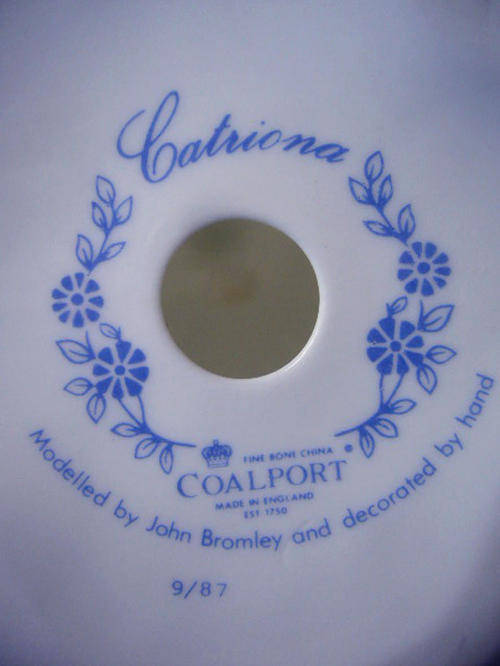 Catriona
FINE BONE CHINA
COALPORT
MADE IN ENGLAND
EST 1750
Modelled by John Bromley and decorated by hand
9/87